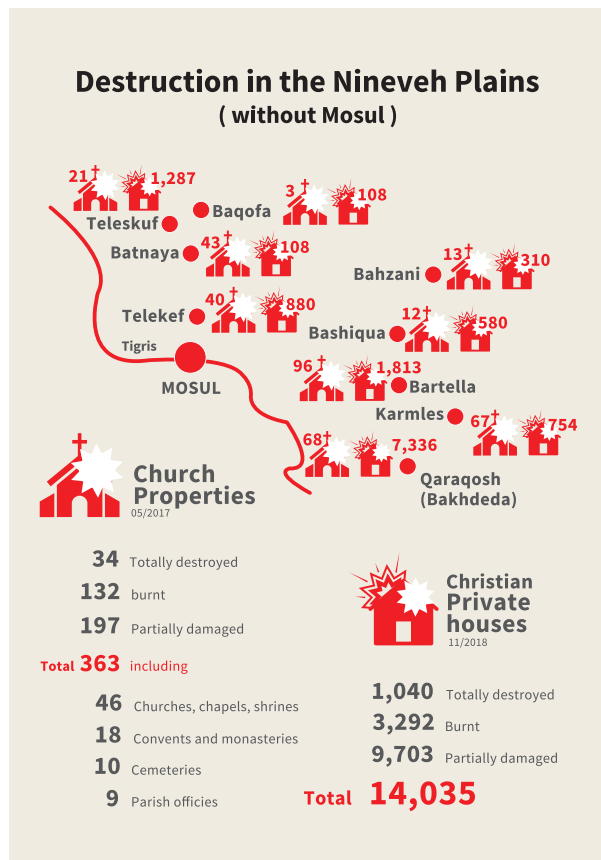 Destruction in the Nineveh Plains
( without Mosul )
21 1,287
Teleskuf
Baqofa 3 108
Batnaya 43 108
Bahzani 13 310
Telekef 40 880
Bashiqua 12 580
Tigris
MOSUL
96 1,813
Bartella
Karmles 67 754
68 7,336
Qaraqosh
(Bakhdeda)
Church
Properties
05/2017
34 Totally destroyed
132 burnt
197 Partially damaged
Total 363 including
46 Churches, chapels, shrines
18 Convents and monasteries
10 Cemeteries
9 Parish officies
Christian
Private
houses
11/2018
1,040 Totally destroyed
3,292 Burnt
9,703 Partially damaged
Total 14,035